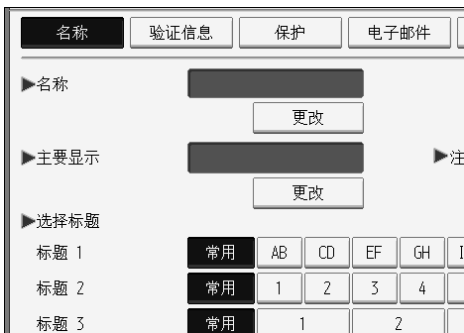 名称 验证信息 保护 电子邮件
▶名称
更改
▶主要显示 ▶注
更改
▶选择标题
标题 1 常用 AB CD EF GH I
标题 2 常用 1 2 3 4
标题 3 常用 1 2